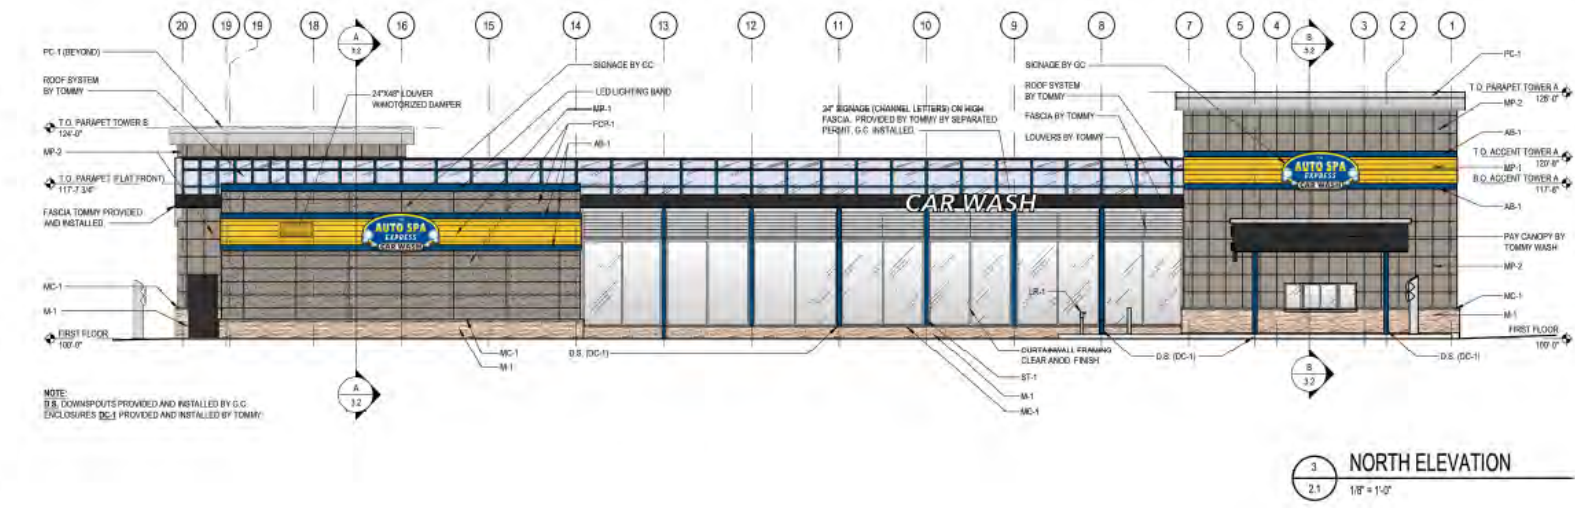 20 19 19 18 16 15 14 13 12 11 10 9 8 7 5 4 3 2 1
A
3.2
B
3.2
PC-1 (BEYOND)
ROOF SYSTEM
BY TOMMY
T.O. PARAPET TOWER B
124'-0"
MP-2
T.O. PARAPET (FLAT FRONT)
117'-7 3/4"
FASCIA TOMMY PROVIDED
AND INSTALLED
MC-1
M-1
FIRST FLOOR
100'-0"
24"X48" LOUVER
W/MOTORIZED DAMPER
SIGNAGE BY GC
LED LIGHTING BAND
MP-1
FCP-1
AB-1
24" SIGNAGE (CHANNEL LETTERS) ON HIGH
FASCIA. PROVIDED BY TOMMY BY SEPARATED
PERMIT, G.C. INSTALLED.
SIGNAGE BY GC
ROOF SYSTEM
BY TOMMY
FASCIA BY TOMMY
LOUVERS BY TOMMY
PC-1
T.O. PARAPET TOWER A
126'-0"
MP-2
AB-1
T.O. ACCENT TOWER A
120'-8"
MP-1
B.O. ACCENT TOWER A
117'-6"
AB-1
PAY CANOPY BY
TOMMY WASH
MP-2
MC-1
M-1
FIRST FLOOR
100'-0"
AUTO SPA
EXPRESS
CAR WASH
CAR WASH
AUTO SPA
EXPRESS
CAR WASH
LR-1
MC-1
M-1
D.S. (DC-1)
CURTAINWALL FRAMING
CLEAR ANOD. FINISH
ST-1
M-1
MC-1
D.S. (DC-1)
D.S. (DC-1)
A
3.2
B
3.2
NOTE:
D.S. DOWNSPOUTS PROVIDED AND INSTALLED BY G.C.
ENCLOSURES DC-1 PROVIDED AND INSTALLED BY TOMMY
3
2.1
NORTH ELEVATION
1/8" = 1'-0"